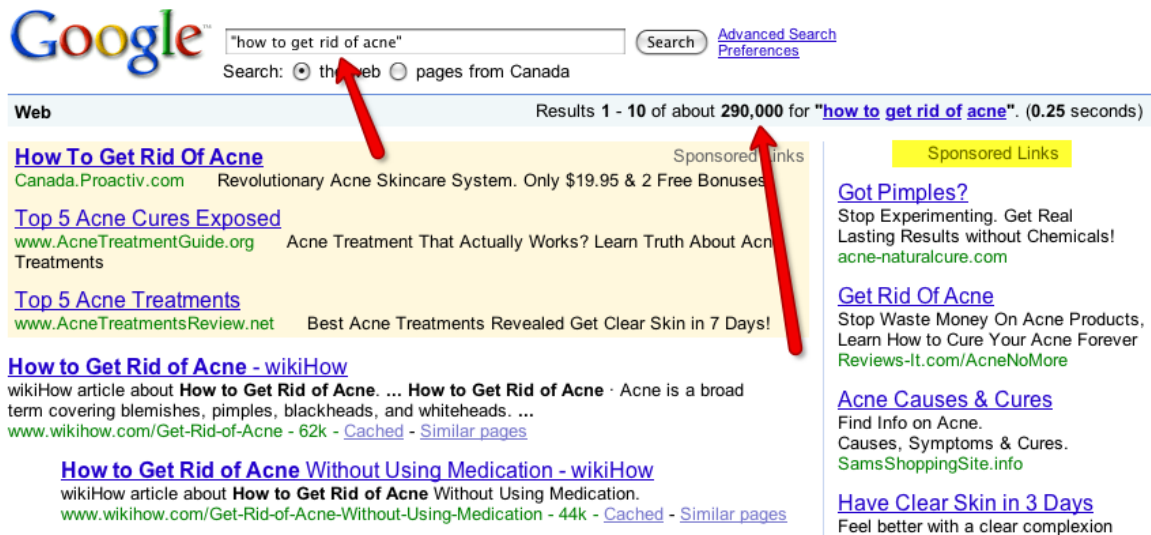 Google™
"how to get rid of acne"
Search
Advanced Search
Preferences
Search: the web pages from Canada
Web
Results 1 - 10 of about 290,000 for "how to get rid of acne". (0.25 seconds)
How To Get Rid Of Acne
Sponsored Links
Canada.Proactiv.com Revolutionary Acne Skincare System. Only $19.95 & 2 Free Bonuses
Top 5 Acne Cures Exposed
www.AcneTreatmentGuide.org Acne Treatment That Actually Works? Learn Truth About Acn
Treatments
Top 5 Acne Treatments
www.AcneTreatmentsReview.net Best Acne Treatments Revealed Get Clear Skin in 7 Days!
How to Get Rid of Acne - wikiHow
wikiHow article about How to Get Rid of Acne. ... How to Get Rid of Acne · Acne is a broad
term covering blemishes, pimples, blackheads, and whiteheads. ...
www.wikihow.com/Get-Rid-of-Acne - 62k - Cached - Similar pages
How to Get Rid of Acne Without Using Medication - wikiHow
wikiHow article about How to Get Rid of Acne Without Using Medication.
www.wikihow.com/Get-Rid-of-Acne-Without-Using-Medication - 44k - Cached - Similar pages
Sponsored Links
Got Pimples?
Stop Experimenting. Get Real
Lasting Results without Chemicals!
acne-naturalcure.com
Get Rid Of Acne
Stop Waste Money On Acne Products,
Learn How to Cure Your Acne Forever
Reviews-It.com/AcneNoMore
Acne Causes & Cures
Find Info on Acne.
Causes, Symptoms & Cures.
SamsShoppingSite.info
Have Clear Skin in 3 Days
Feel better with a clear complexion